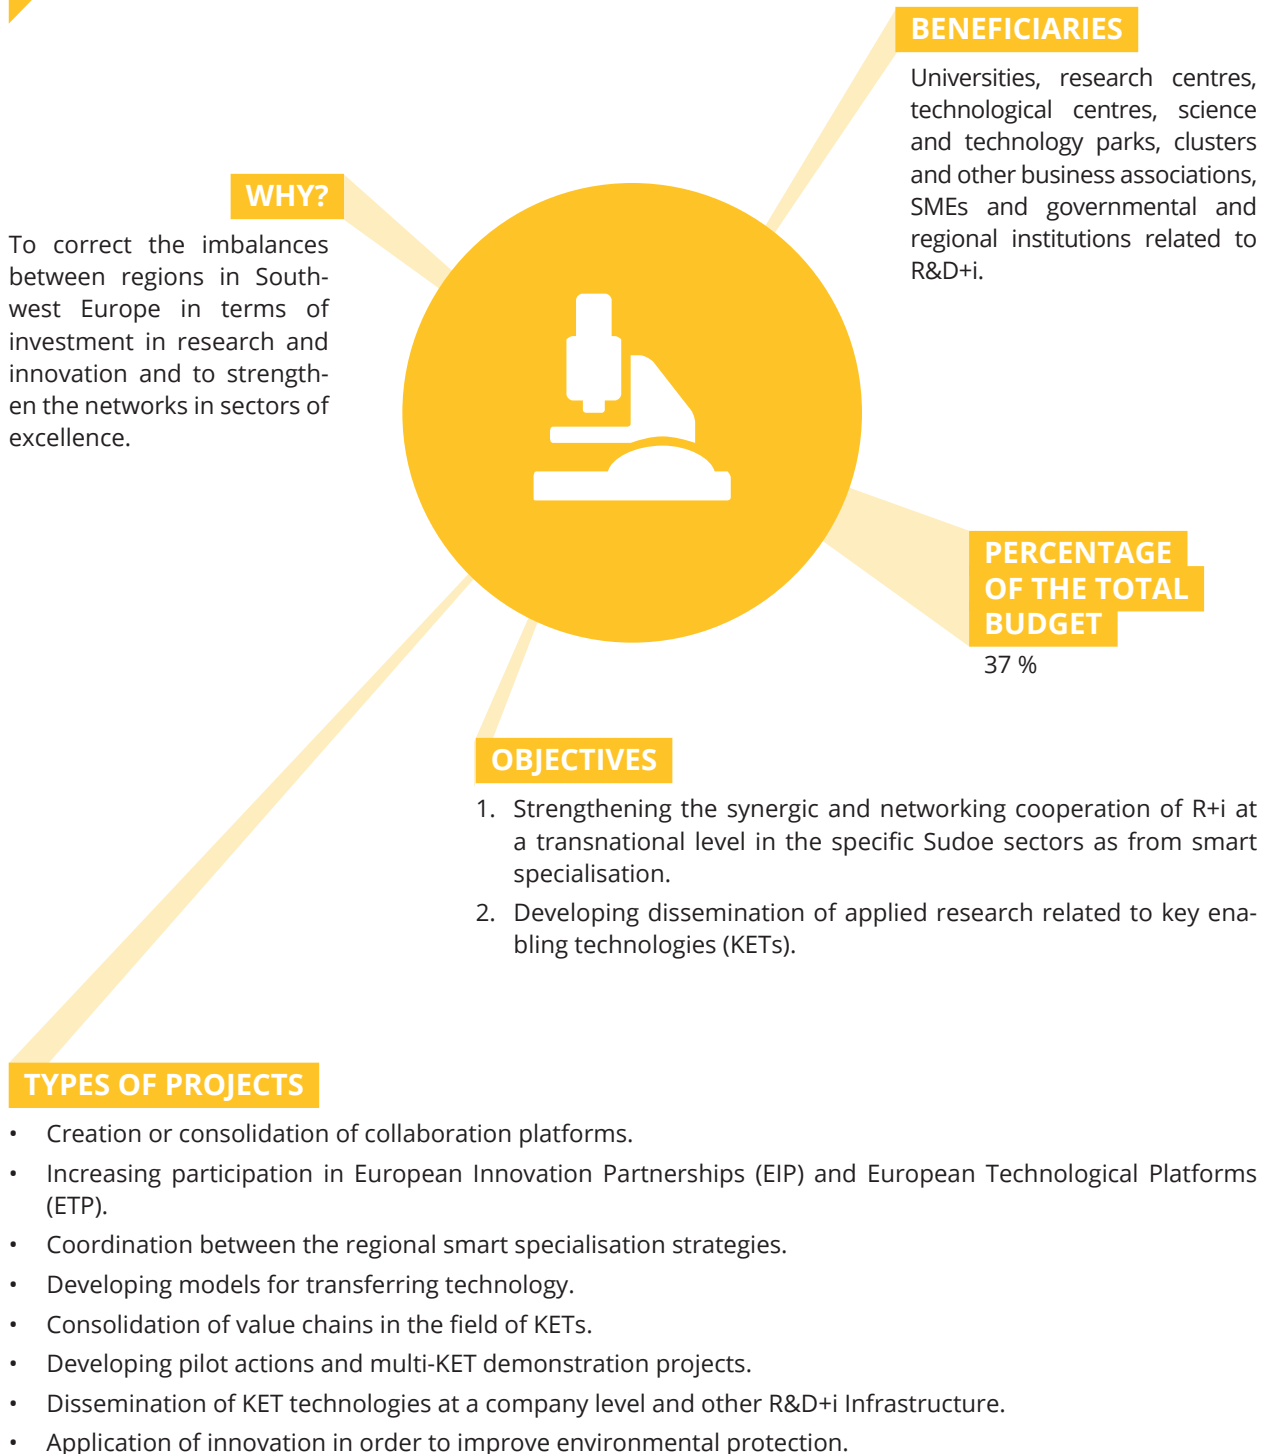 BENEFICIARIES
Universities, research centres,
technological centres, science
and technology parks, clusters
and other business associations,
SMEs and governmental and
regional institutions related to
R&D+i.
WHY?
To correct the imbalances
between regions in South-
west Europe in terms of
investment in research and
innovation and to strength-
en the networks in sectors of
excellence.
PERCENTAGE
OF THE TOTAL
BUDGET
37 %
OBJECTIVES
1. Strengthening the synergic and networking cooperation of R+i at
a transnational level in the specific Sudoe sectors as from smart
specialisation.
2. Developing dissemination of applied research related to key ena-
bling technologies (KETs).
TYPES OF PROJECTS
• Creation or consolidation of collaboration platforms.
• Increasing participation in European Innovation Partnerships (EIP) and European Technological Platforms
(ETP).
• Coordination between the regional smart specialisation strategies.
• Developing models for transferring technology.
• Consolidation of value chains in the field of KETs.
• Developing pilot actions and multi-KET demonstration projects.
• Dissemination of KET technologies at a company level and other R&D+i Infrastructure.
• Application of innovation in order to improve environmental protection.